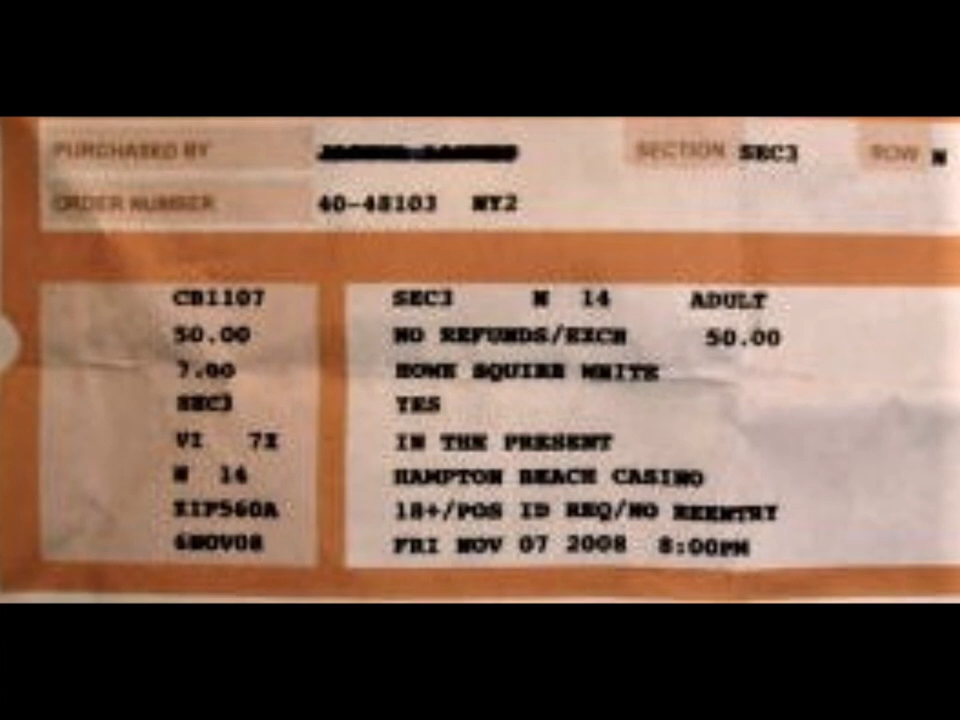 PURCHASED BY SECTION SEC3 ROW N
ORDER NUMBER 40-48103 NY2
CB1107 SEC3 N 14 ADULT
50.00 NO REFUNDS/EXCH 50.00
7.00 HOWE SQUIRE WHITE
SEC3 YES
VI 7X IN THE PRESENT
N 14 HAMPTON BEACH CASINO
ZIP560A 18+/POS ID REQ/NO REENTRY
6NOV08 FRI NOV 07 2008 8:00PM